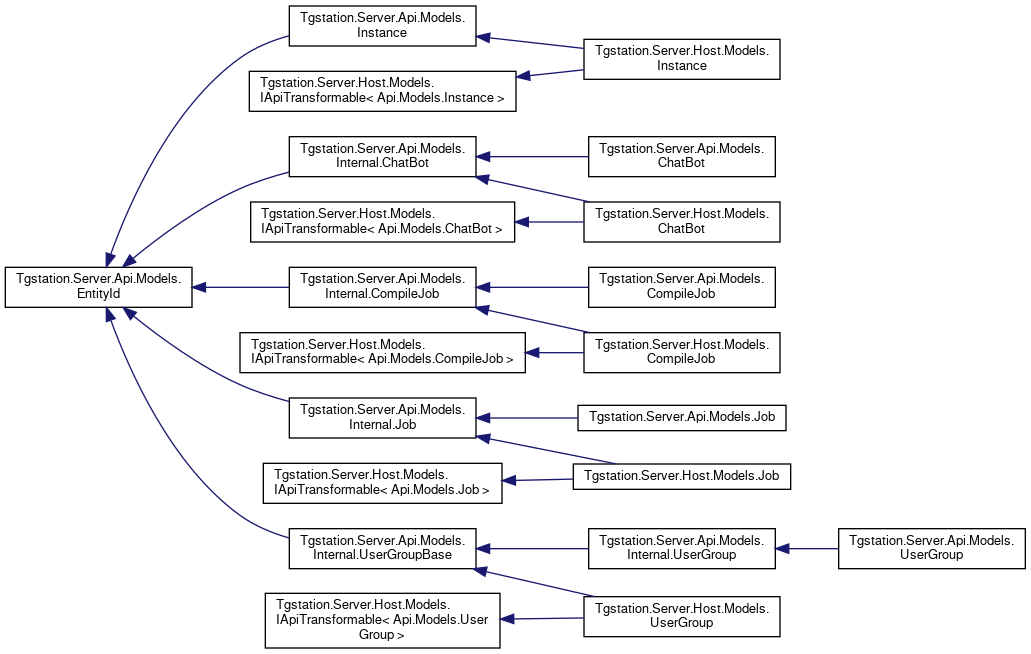 Tgstation.Server.Api.Models.
Instance
Tgstation.Server.Host.Models.
Instance
Tgstation.Server.Host.Models.
IApiTransformable< Api.Models.Instance >
Tgstation.Server.Api.Models.
Internal.ChatBot
Tgstation.Server.Api.Models.
ChatBot
Tgstation.Server.Host.Models.
IApiTransformable< Api.Models.ChatBot >
Tgstation.Server.Host.Models.
ChatBot
Tgstation.Server.Api.Models.
EntityId
Tgstation.Server.Api.Models.
Internal.CompileJob
Tgstation.Server.Api.Models.
CompileJob
Tgstation.Server.Host.Models.
IApiTransformable< Api.Models.CompileJob >
Tgstation.Server.Host.Models.
CompileJob
Tgstation.Server.Api.Models.
Internal.Job
Tgstation.Server.Api.Models.Job
Tgstation.Server.Host.Models.
IApiTransformable< Api.Models.Job >
Tgstation.Server.Host.Models.Job
Tgstation.Server.Api.Models.
Internal.UserGroupBase
Tgstation.Server.Api.Models.
Internal.UserGroup
Tgstation.Server.Api.Models.
UserGroup
Tgstation.Server.Host.Models.
IApiTransformable< Api.Models.User
Group >
Tgstation.Server.Host.Models.
UserGroup